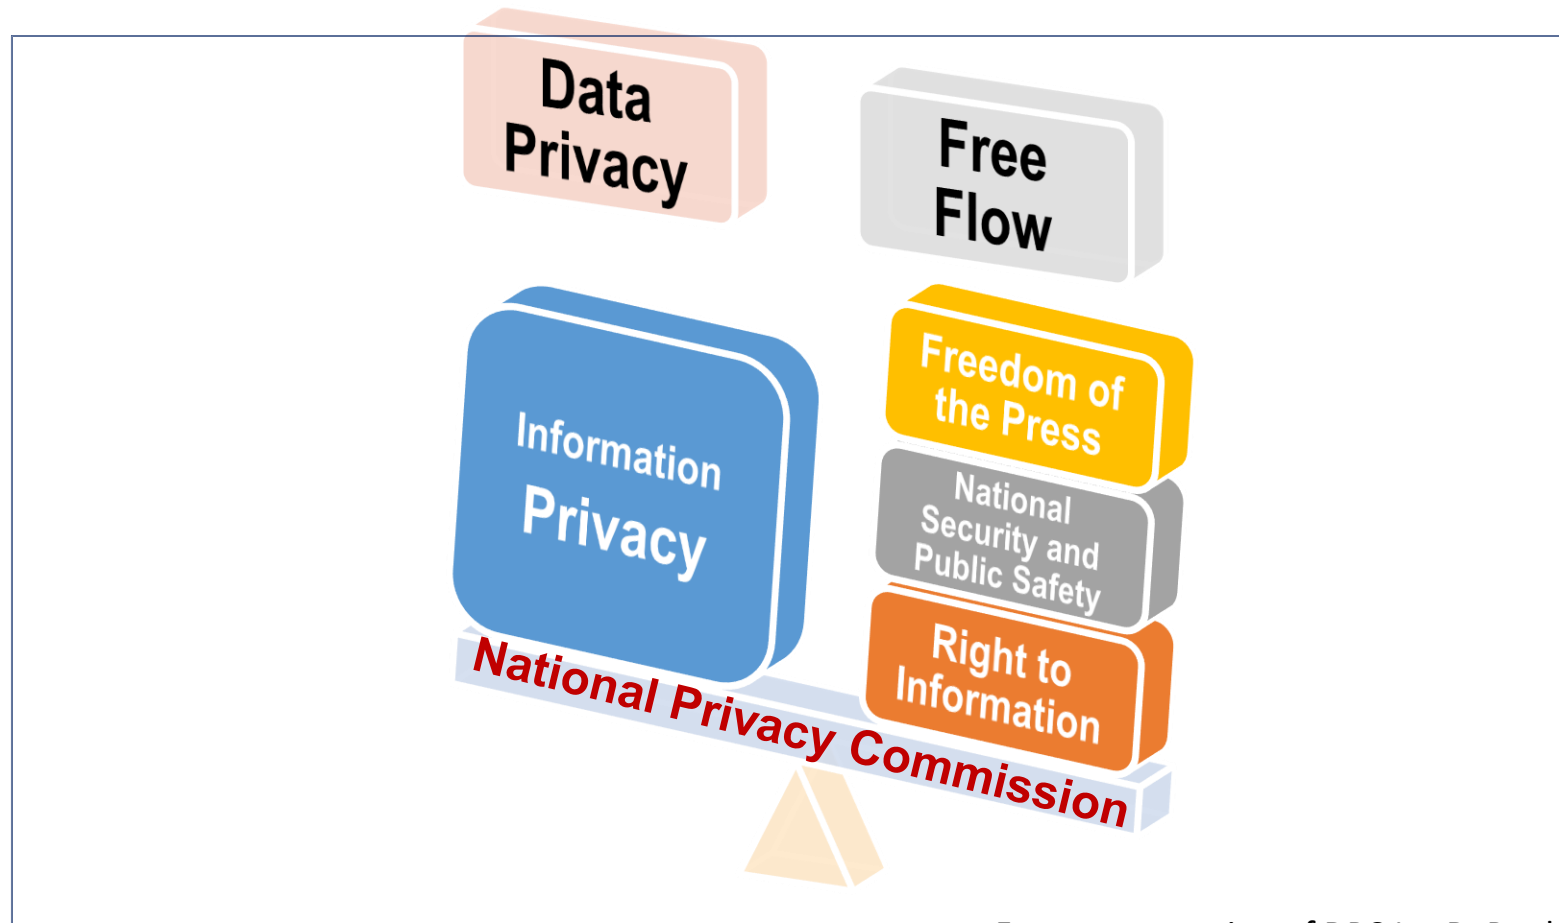 Data
Privacy
Free
Flow
Information
Privacy
Freedom of
the Press
National
Security and
Public Safety
Right to
Information
National Privacy Commission